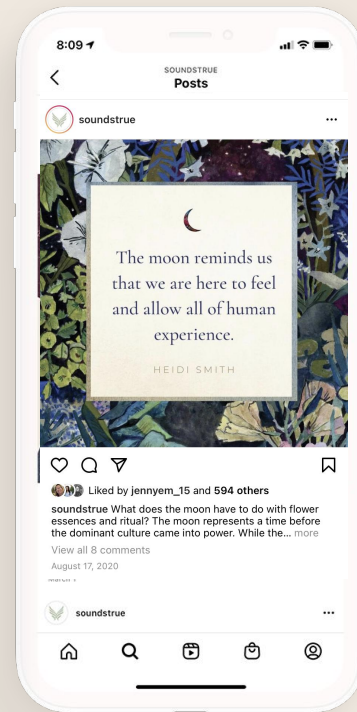 8:09
SOUNDSTRUE
Posts
soundstrue
The moon reminds us
that we are here to feel
and allow all of human
experience.
HEIDI SMITH
Liked by jennyem_15 and 594 others
soundstrue What does the moon have to do with flower
essences and ritual? The moon represents a time before
the dominant culture came into power. While the... more
View all 8 comments
August 17, 2020
soundstrue